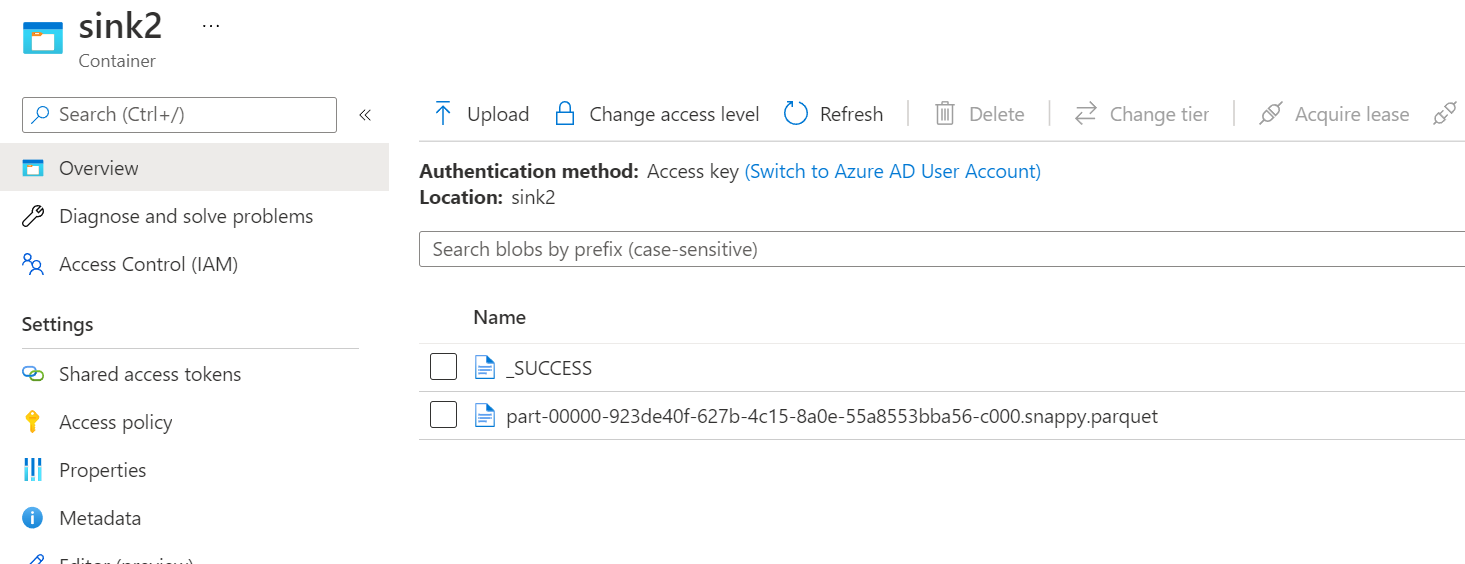 sink2 ...
Container
Search (Ctrl+/) «
Overview
Diagnose and solve problems
Access Control (IAM)
Settings
Shared access tokens
Access policy
Properties
Metadata
Editor (preview)
Upload Change access level Refresh Delete Change tier Acquire lease
Authentication method: Access key (Switch to Azure AD User Account)
Location: sink2
Search blobs by prefix (case-sensitive)
Name
_SUCCESS
part-00000-923de40f-627b-4c15-8a0e-55a8553bba56-c000.snappy.parquet